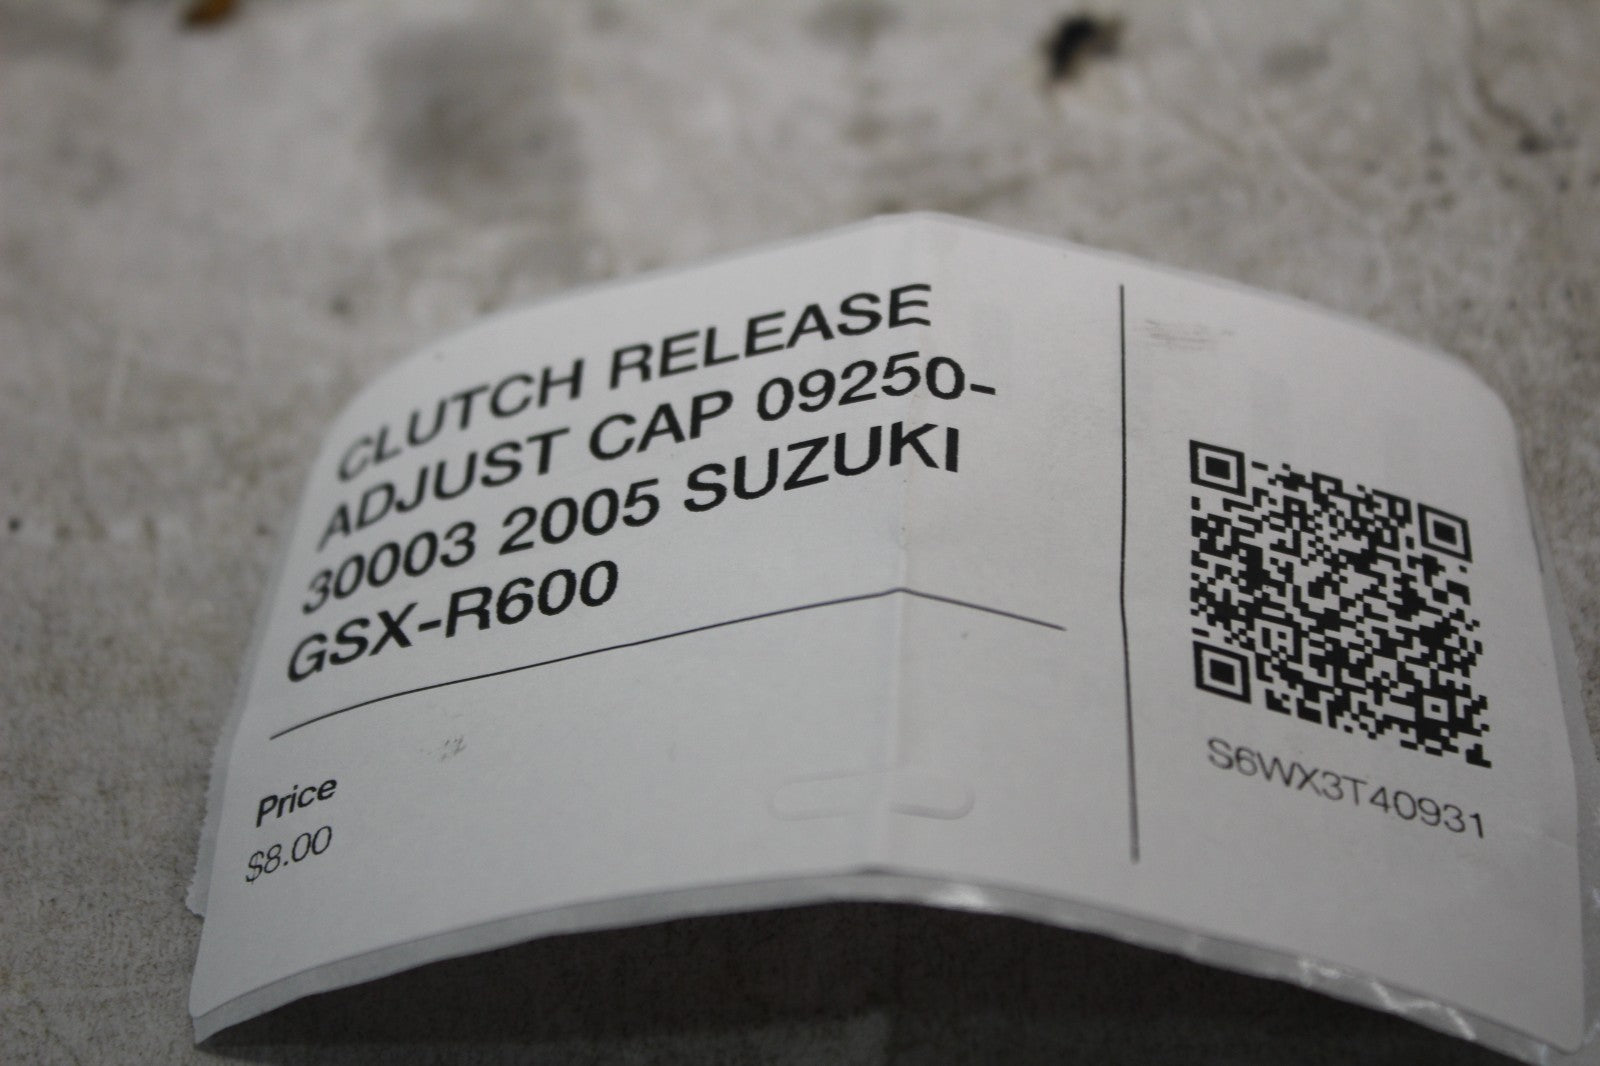 CLUTCH RELEASE
ADJUST CAP 09250-
30003 2005 SUZUKI
GSX-R600
Price
$8.00
S6WX3T40931